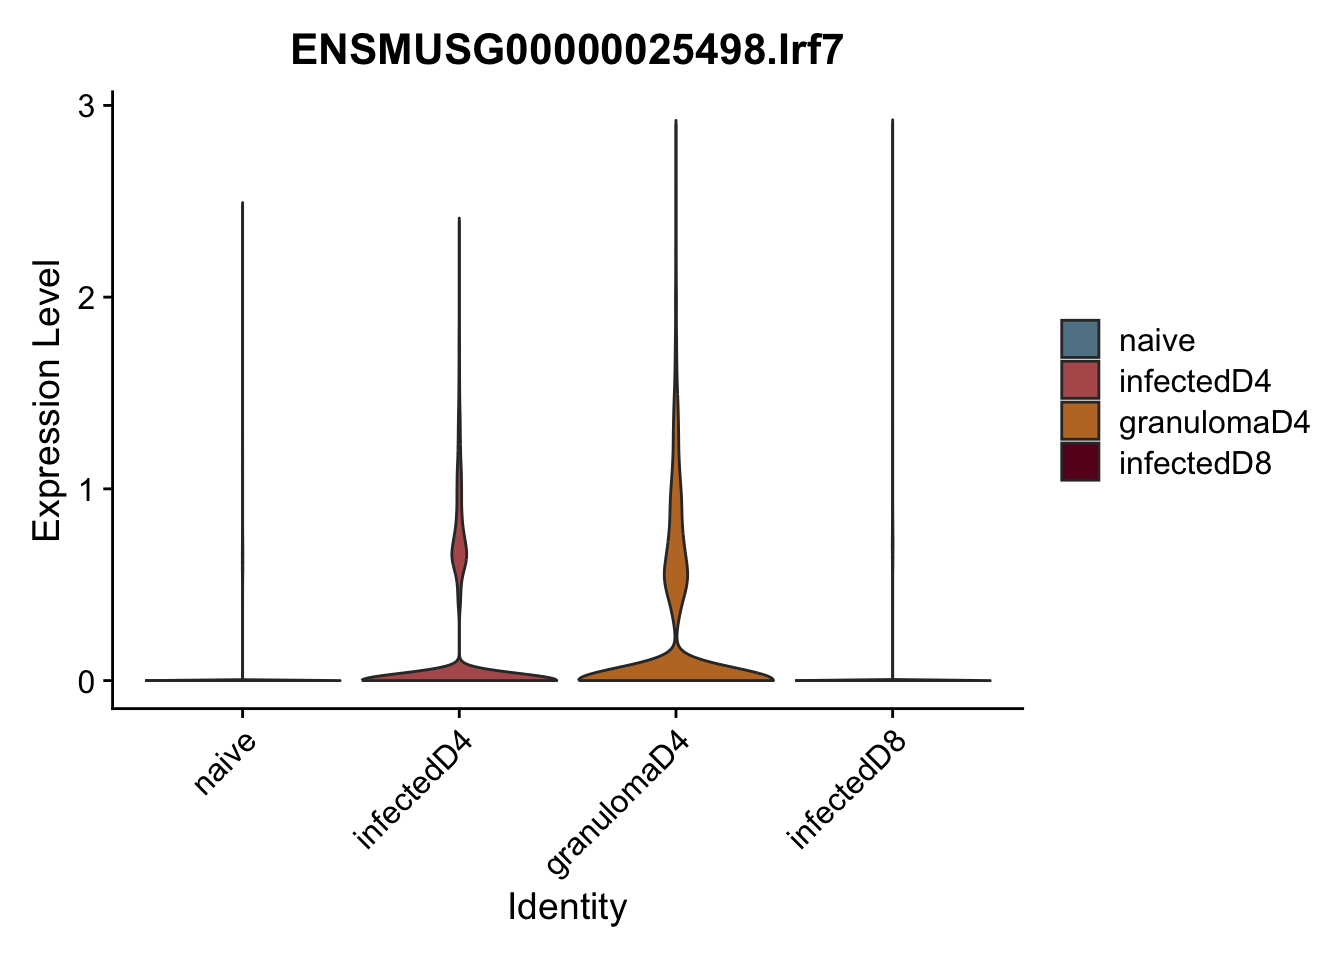 ENSMUSG00000025498.Irf7
Expression Level
3
2
1
0
naive
infectedD4
granulomaD4
infectedD8
Identity
naive
infectedD4
granulomaD4
infectedD8